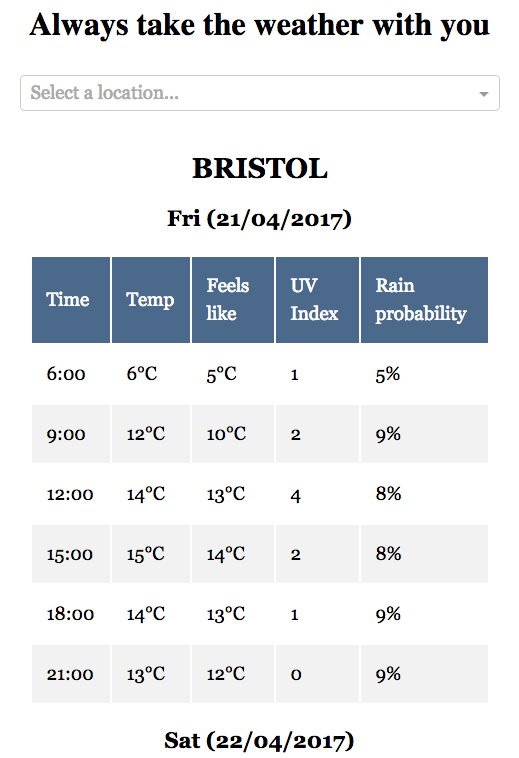 Always take the weather with you
Select a location...
BRISTOL
Fri (21/04/2017)
Time Temp Feels like UV Index Rain probability
6:00 6°C 5°C 1 5%
9:00 12°C 10°C 2 9%
12:00 14°C 13°C 4 8%
15:00 15°C 14°C 2 8%
18:00 14°C 13°C 1 9%
21:00 13°C 12°C 0 9%
Sat (22/04/2017)